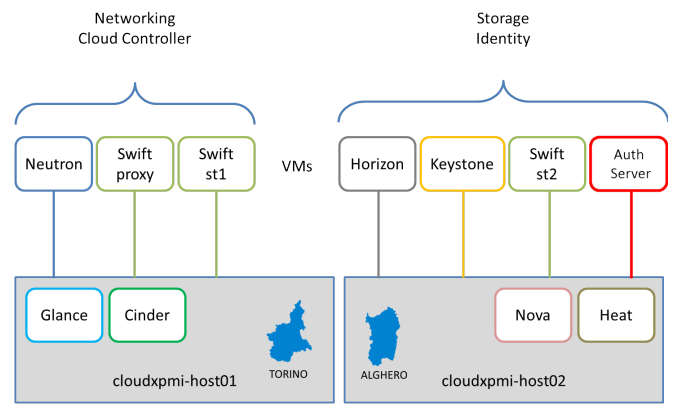 Networking
Cloud Controller
Storage
Identity
Neutron
Swift
proxy
Swift
st1
VMs
Horizon
Keystone
Swift
st2
Auth
Server
Glance
Cinder
TORINO
cloudxpmi-host01
ALGHERO
Nova
Heat
cloudxpmi-host02